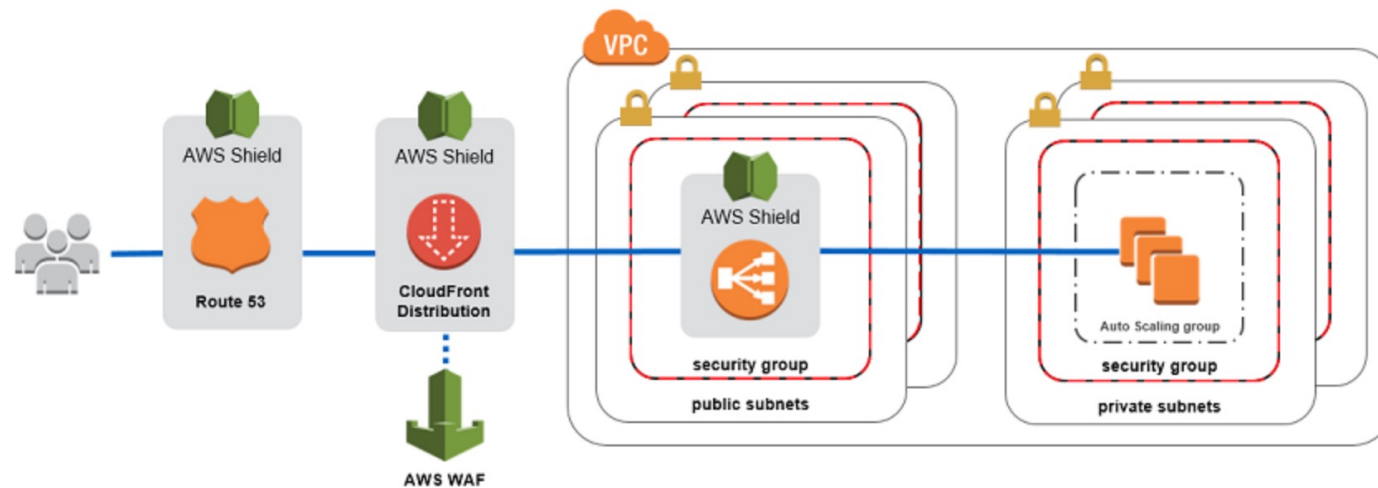 VPC
AWS Shield
Route 53
AWS Shield
CloudFront
Distribution
AWS WAF
AWS Shield
security group
public subnets
Auto Scaling group
security group
private subnets